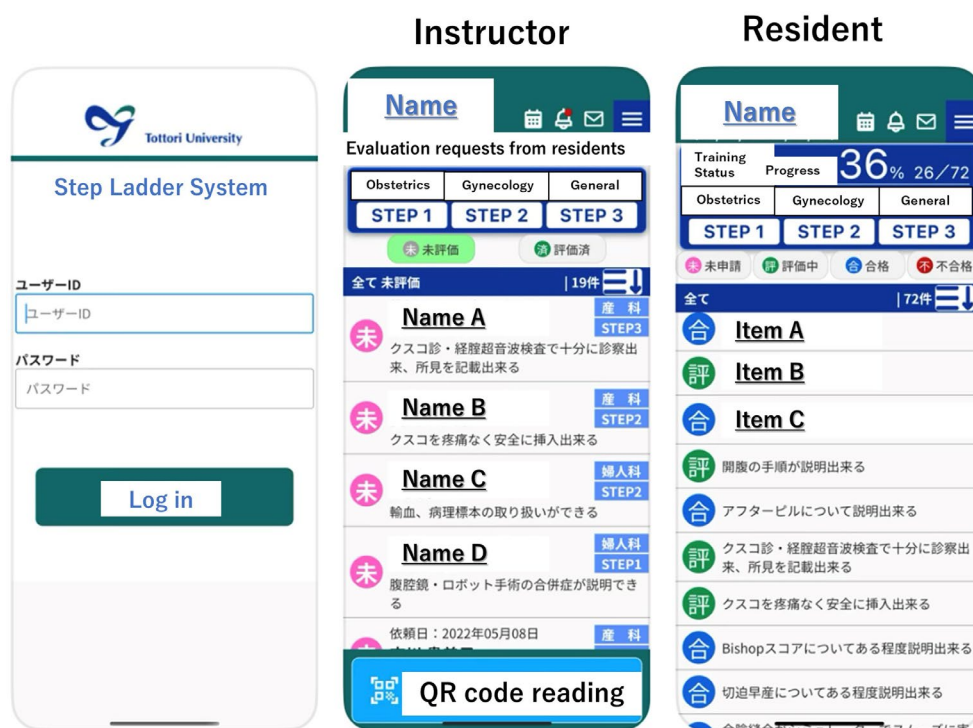 Instructor
Resident
Tottori University
Step Ladder System
ユーザーID
ユーザーID
パスワード
パスワード
Log in
Name
Evaluation requests from residents
Obstetrics
Gynecology
General
STEP 1
STEP 2
STEP 3
未 未評価
済 評価済
全て 未評価
| 19件
未
Name A
産 科
STEP3
クスコ診・経腟超音波検査で十分に診察出
来、所見を記載出来る
未
Name B
産 科
STEP2
クスコを疼痛なく安全に挿入出来る
未
Name C
婦人科
STEP2
輸血、病理標本の取り扱いができる
未
Name D
婦人科
STEP1
腹腔鏡・ロボット手術の合併症が説明でき
る
依頼日：2022年05月08日
産 科
QR code reading
Name
Training
Status
Progress
36% 26/72
Obstetrics
Gynecology
General
STEP 1
STEP 2
STEP 3
未 未申請
評 評価中
合 合格
不 不合格
全て
| 72件
合 Item A
評 Item B
合 Item C
評 開腹の手順が説明出来る
合 アフターピルについて説明出来る
評 クスコ診・経腟超音波検査で十分に診察出
来、所見を記載出来る
評 クスコを疼痛なく安全に挿入出来る
合 Bishopスコアについてある程度説明出来る
合 切迫早産についてある程度説明出来る